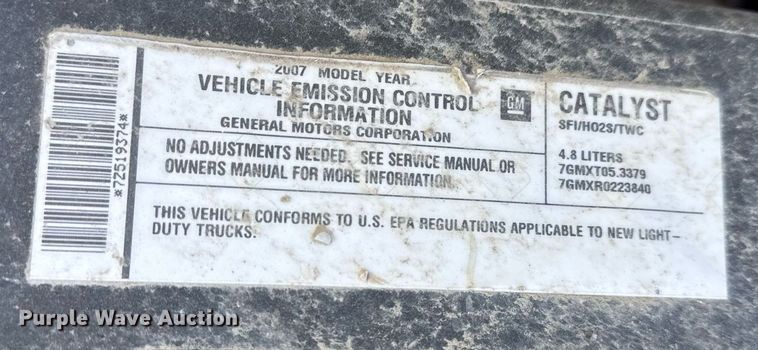 *72519374*
2007 MODEL YEAR
VEHICLE EMISSION CONTROL
INFORMATION
GENERAL MOTORS CORPORATION
GM
NO ADJUSTMENTS NEEDED. SEE SERVICE MANUAL OR
OWNERS MANUAL FOR MORE INFORMATION.
CATALYST
SFI/HO2S/TWC
4.8 LITERS
7GMXT05.3379
7GMXR0223840
THIS VEHICLE CONFORMS TO U.S. EPA REGULATIONS APPLICABLE TO NEW LIGHT-
DUTY TRUCKS.
Purple Wave Auction